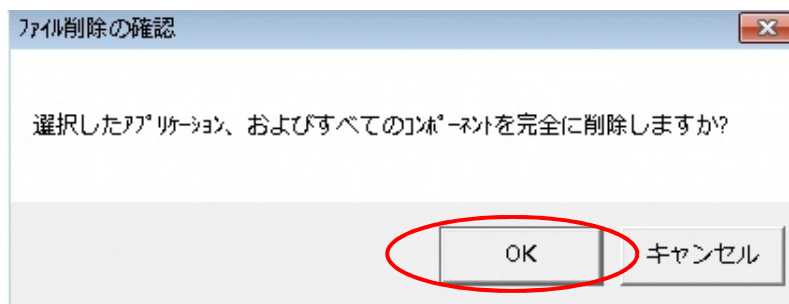 ﾌｧｲﾙ削除の確認
選択したｱﾌﾟﾘｹｰｼｮﾝ、およびすべてのｺﾝﾎﾟｰﾈﾝﾄを完全に削除しますか?
OK
キャンセル